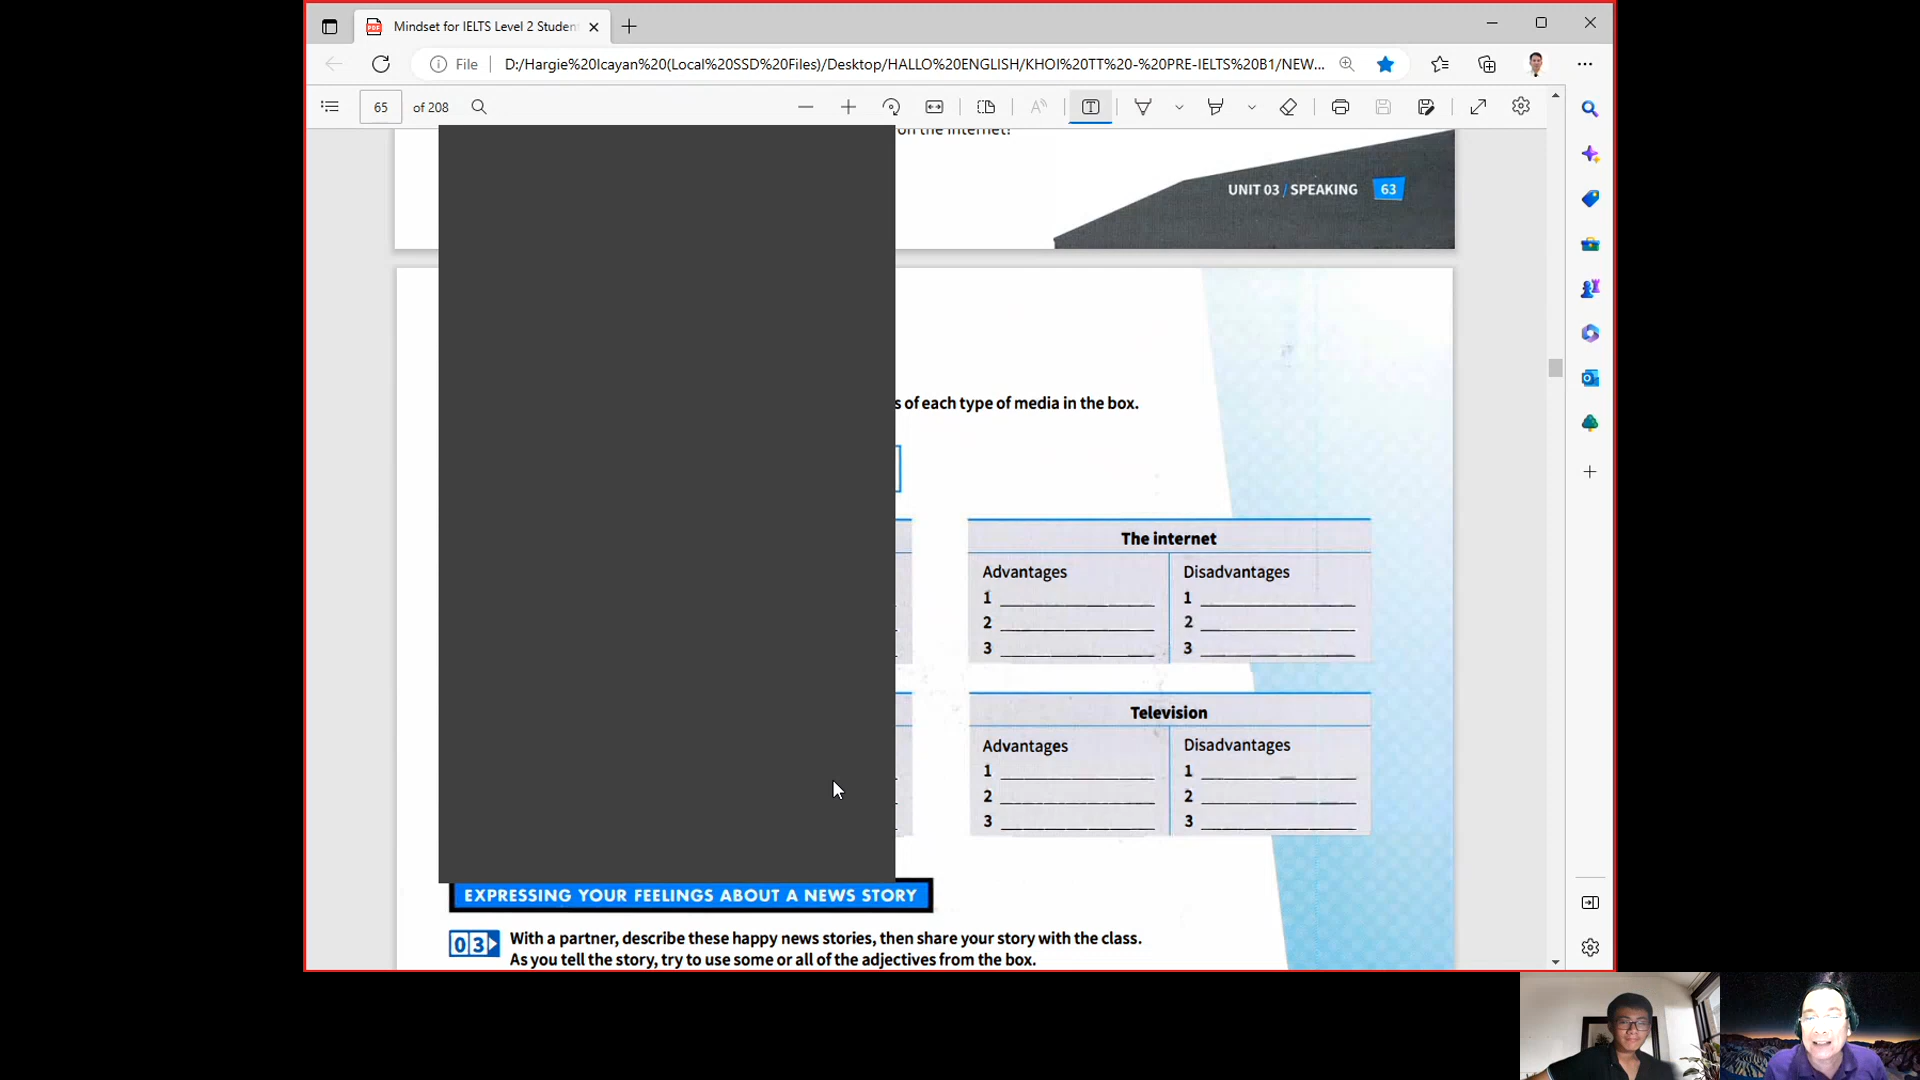 Mindset for IELTS Level 2 Studen
File
D:/Hargie%20Icayan%20(Local%20SSD%20Files)/Desktop/HALLO%20ENGLISH/KHOI%20TT%20-%20PRE-IELTS%20B1/NEW...
65 of 208
on the internet?
UNIT 03 / SPEAKING 63
s of each type of media in the box.
The internet
Advantages Disadvantages
1 1
2 2
3 3
Television
Advantages Disadvantages
1 1
2 2
3 3
EXPRESSING YOUR FEELINGS ABOUT A NEWS STORY
03 With a partner, describe these happy news stories, then share your story with the class.
As you tell the story, try to use some or all of the adjectives from the box.